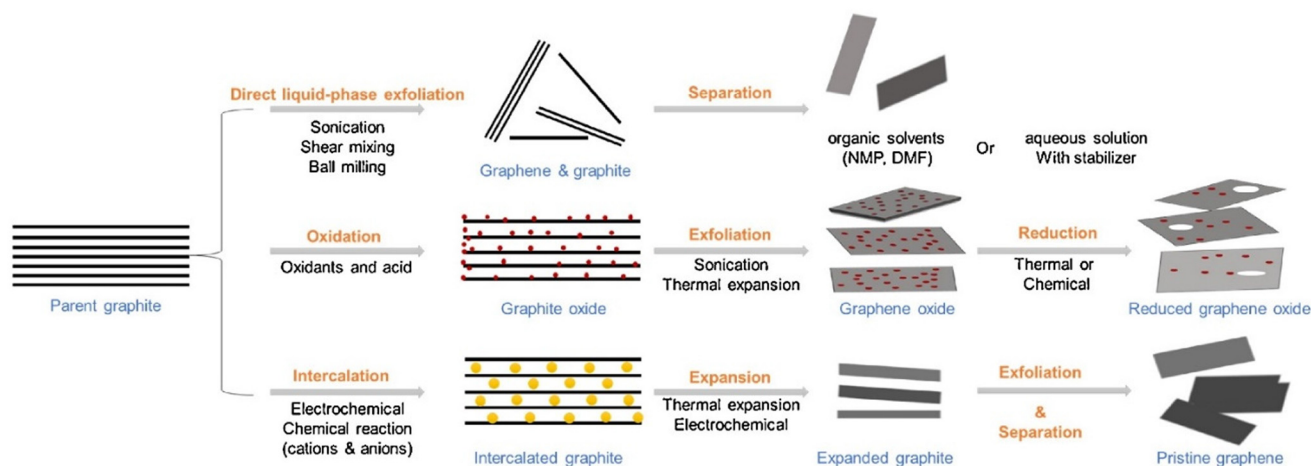 Parent graphite
Direct liquid-phase exfoliation
Sonication
Shear mixing
Ball milling
Graphene & graphite
Separation
organic solvents
(NMP, DMF)
Or
aqueous solution
With stabilizer
Oxidation
Oxidants and acid
Graphite oxide
Exfoliation
Sonication
Thermal expansion
Graphene oxide
Reduction
Thermal or
Chemical
Reduced graphene oxide
Intercalation
Electrochemical
Chemical reaction
(cations & anions)
Intercalated graphite
Expansion
Thermal expansion
Electrochemical
Expanded graphite
Exfoliation
&
Separation
Pristine graphene